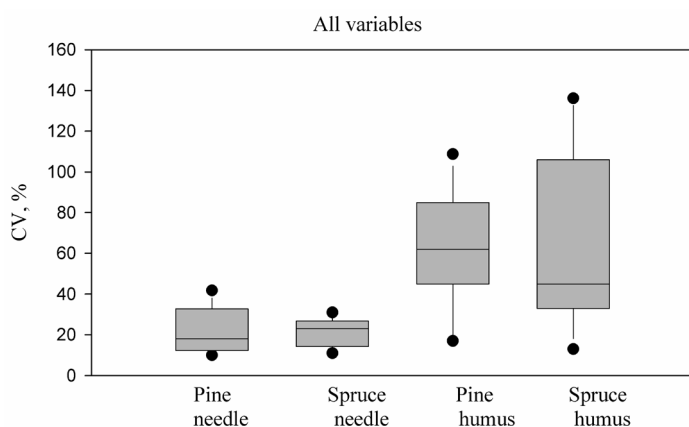 All variables
CV, %
160
140
120
100
80
60
40
20
0
Pine needle
Spruce needle
Pine humus
Spruce humus